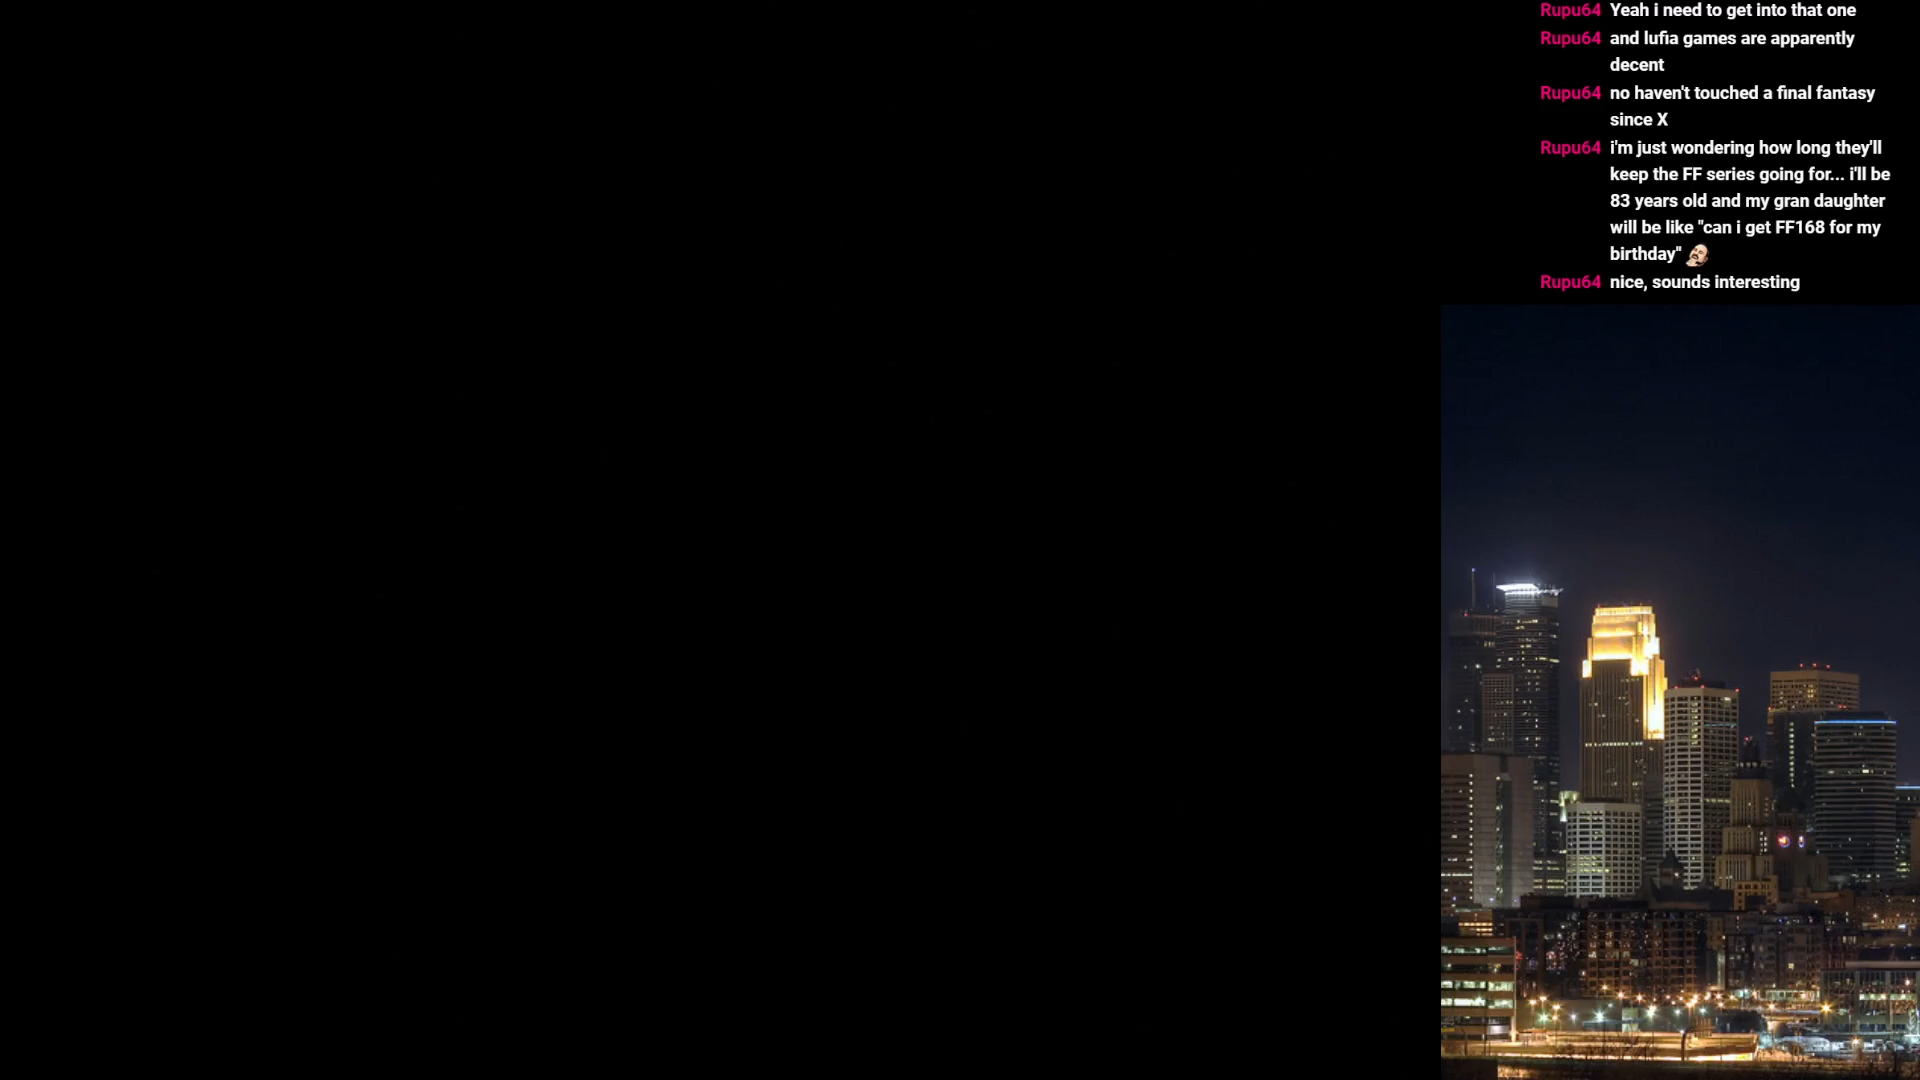 Rupu64 Yeah i need to get into that one
Rupu64 and lufia games are apparently
decent
Rupu64 no haven't touched a final fantasy
since X
Rupu64 i'm just wondering how long they'll
keep the FF series going for... i'll be
83 years old and my gran daughter
will be like "can i get FF168 for my
birthday"
Rupu64 nice, sounds interesting